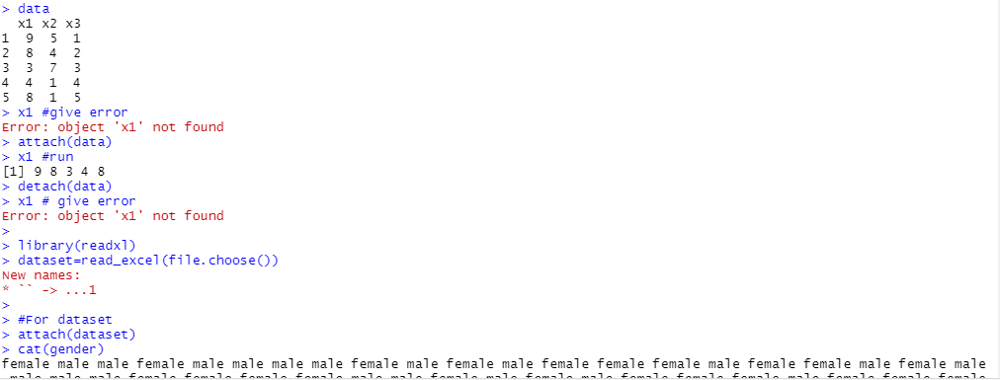 > data
  x1 x2 x3
1  9  5  1
2  8  4  2
3  3  7  3
4  4  1  4
5  8  1  5
> x1 #give error
Error: object 'x1' not found
> attach(data)
> x1 #run
[1] 9 8 3 4 8
> detach(data)
> x1 # give error
Error: object 'x1' not found
>
> library(readxl)
> dataset=read_excel(file.choose())
New names:
* `` -> ...1
>
> #For dataset
> attach(dataset)
> cat(gender)
female male male female male male male male female male female male female female female male female female male female male